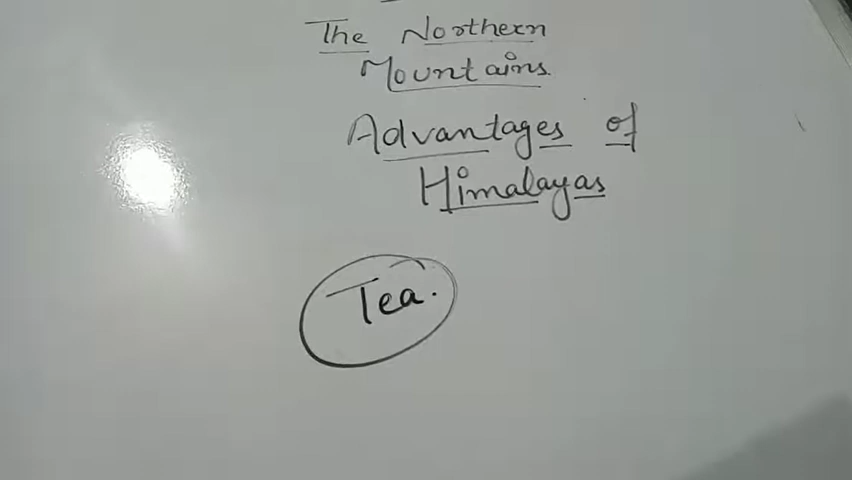 The Northern
Mountains.
Advantages of
Himalayas
Tea.